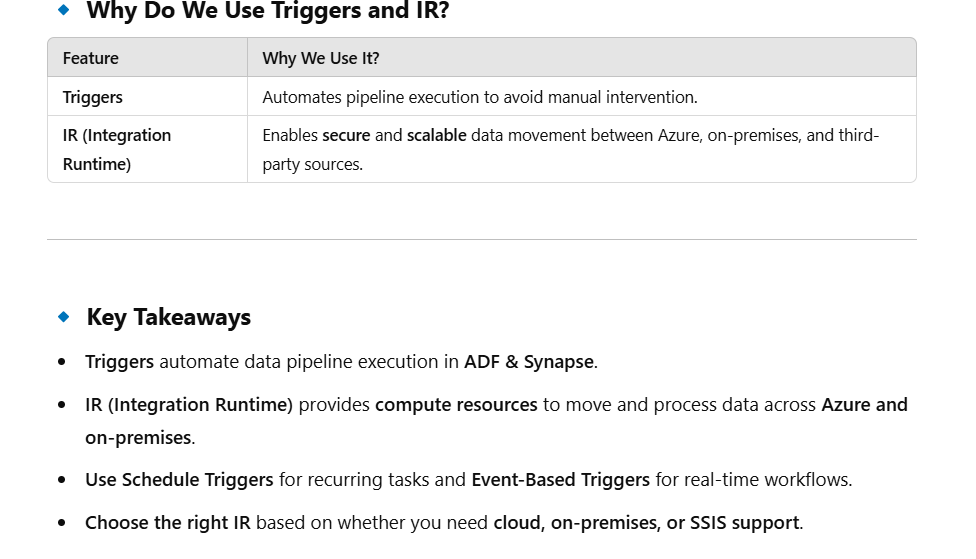 Why Do We Use Triggers and IR?
Feature
Why We Use It?
Triggers
Automates pipeline execution to avoid manual intervention.
IR (Integration
Runtime)
Enables secure and scalable data movement between Azure, on-premises, and third-
party sources.
Key Takeaways
• Triggers automate data pipeline execution in ADF & Synapse.
• IR (Integration Runtime) provides compute resources to move and process data across Azure and
on-premises.
• Use Schedule Triggers for recurring tasks and Event-Based Triggers for real-time workflows.
• Choose the right IR based on whether you need cloud, on-premises, or SSIS support.